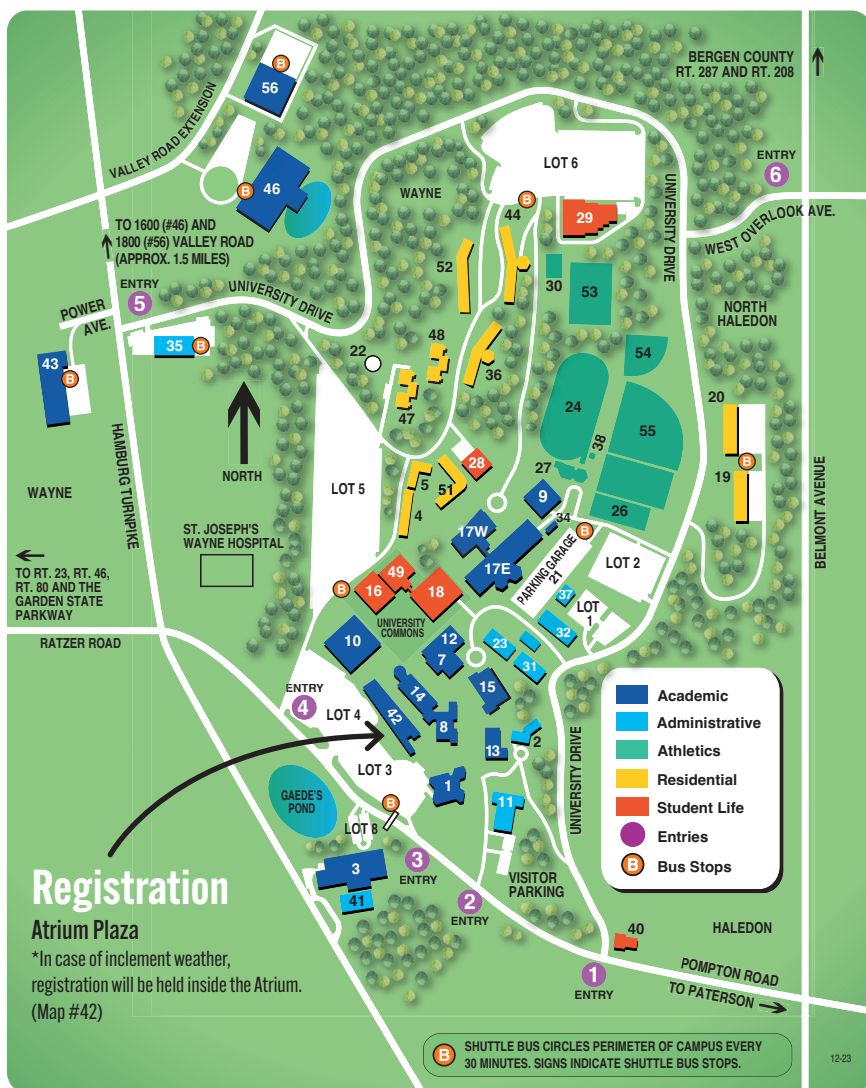 BERGEN COUNTY
RT. 287 AND RT. 208
B
56
VALLEY ROAD EXTENSION
LOT 6
ENTRY
6
WAYNE
B
46
B
44
29
UNIVERSITY DRIVE
WEST OVERLOOK AVE.
TO 1600 (#46) AND
1800 (#56) VALLEY ROAD
(APPROX. 1.5 MILES)
52
30
53
ENTRY
5
UNIVERSITY DRIVE
NORTH
HALEDON
POWER
AVE.
35
B
43
B
22
48
36
54
47
24
38
55
20
NORTH
B
19
HAMBURG TURNPIKE
BELMONT AVENUE
WAYNE
LOT 5
5
51
4
28
27
9
34
26
ST. JOSEPH'S
WAYNE HOSPITAL
17W
17E
B
PARKING GARAGE
21
LOT 2
TO RT. 23, RT. 46,
RT. 80 AND THE
GARDEN STATE
PARKWAY
B
16
49
18
37
LOT
1
32
RATZER ROAD
UNIVERSITY
COMMONS
10
12
7
23
31
ENTRY
4
LOT 4
42
14
8
15
13
2
UNIVERSITY DRIVE
LOT 3
1
11
GAEDE'S
POND
B
LOT 8
3
41
3
ENTRY
2
ENTRY
VISITOR
PARKING
Academic
Administrative
Athletics
Residential
Student Life
Entries
B Bus Stops
Registration
Atrium Plaza
*In case of inclement weather,
registration will be held inside the Atrium.
(Map #42)
40
HALEDON
1
ENTRY
POMPTON ROAD
TO PATERSON
B
SHUTTLE BUS CIRCLES PERIMETER OF CAMPUS EVERY
30 MINUTES. SIGNS INDICATE SHUTTLE BUS STOPS.
12-23